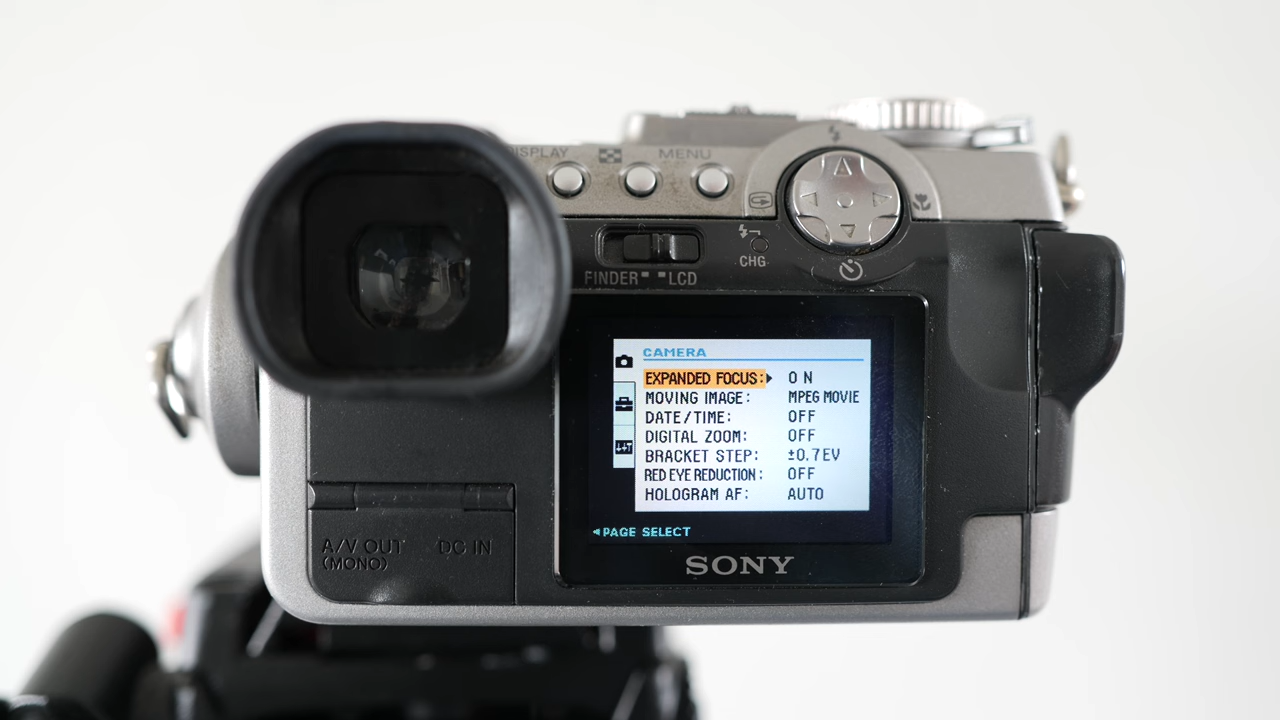 DISPLAY MENU
CHG
FINDER LCD
CAMERA
EXPANDED FOCUS: ON
MOVING IMAGE: MPEG MOVIE
DATE/TIME: OFF
DIGITAL ZOOM: OFF
BRACKET STEP: ±0.7EV
RED EYE REDUCTION: OFF
HOLOGRAM AF: AUTO
PAGE SELECT
A/V OUT DC IN
(MONO)
SONY